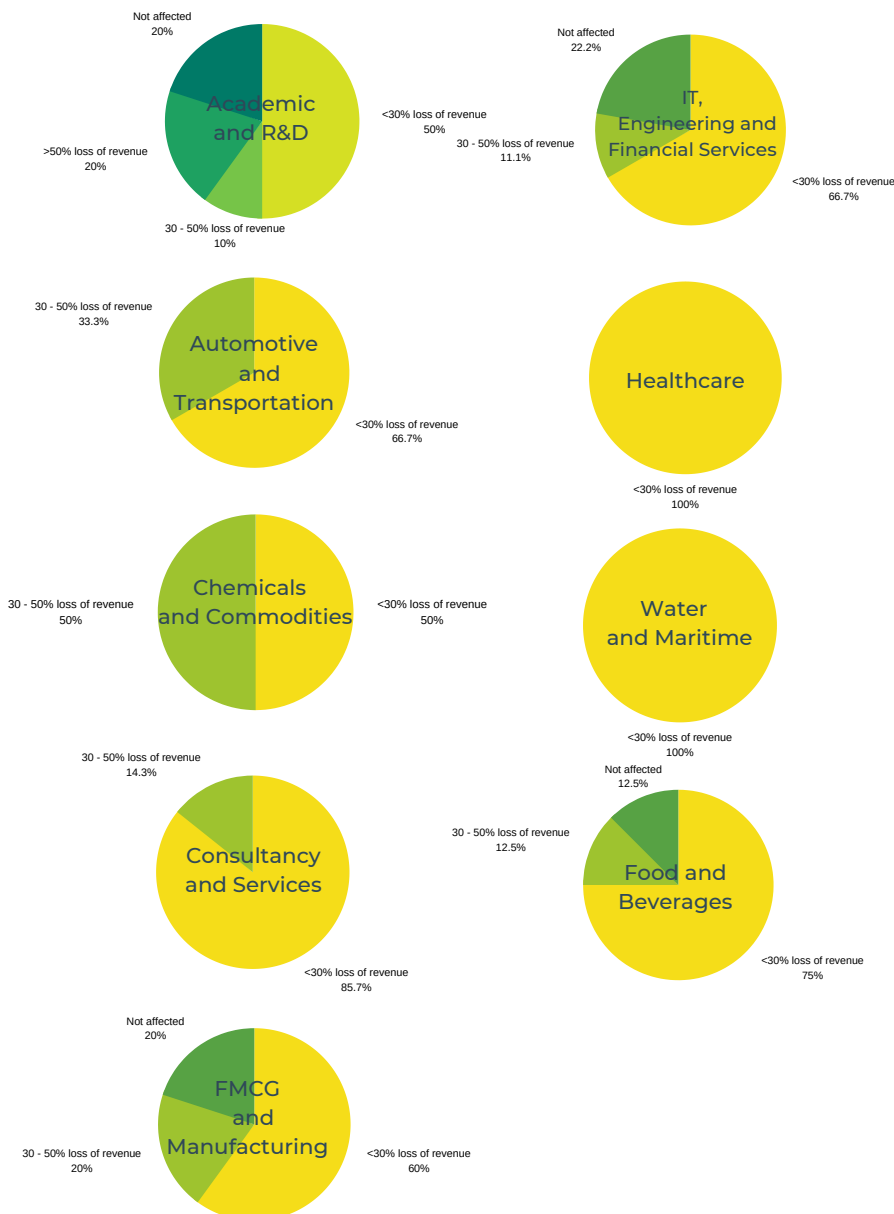 Not affected
20%
Academic
and R&D
<30% loss of revenue
50%
>50% loss of revenue
20%
30 - 50% loss of revenue
10%
Not affected
22.2%
IT,
Engineering and
Financial Services
30 - 50% loss of revenue
11.1%
<30% loss of revenue
66.7%
30 - 50% loss of revenue
33.3%
Automotive
and
Transportation
<30% loss of revenue
66.7%
Healthcare
<30% loss of revenue
100%
Chemicals
and Commodities
30 - 50% loss of revenue
50%
<30% loss of revenue
50%
Water
and Maritime
<30% loss of revenue
100%
30 - 50% loss of revenue
14.3%
Consultancy
and Services
<30% loss of revenue
85.7%
Not affected
12.5%
30 - 50% loss of revenue
12.5%
Food and
Beverages
<30% loss of revenue
75%
Not affected
20%
FMCG
and
Manufacturing
30 - 50% loss of revenue
20%
<30% loss of revenue
60%